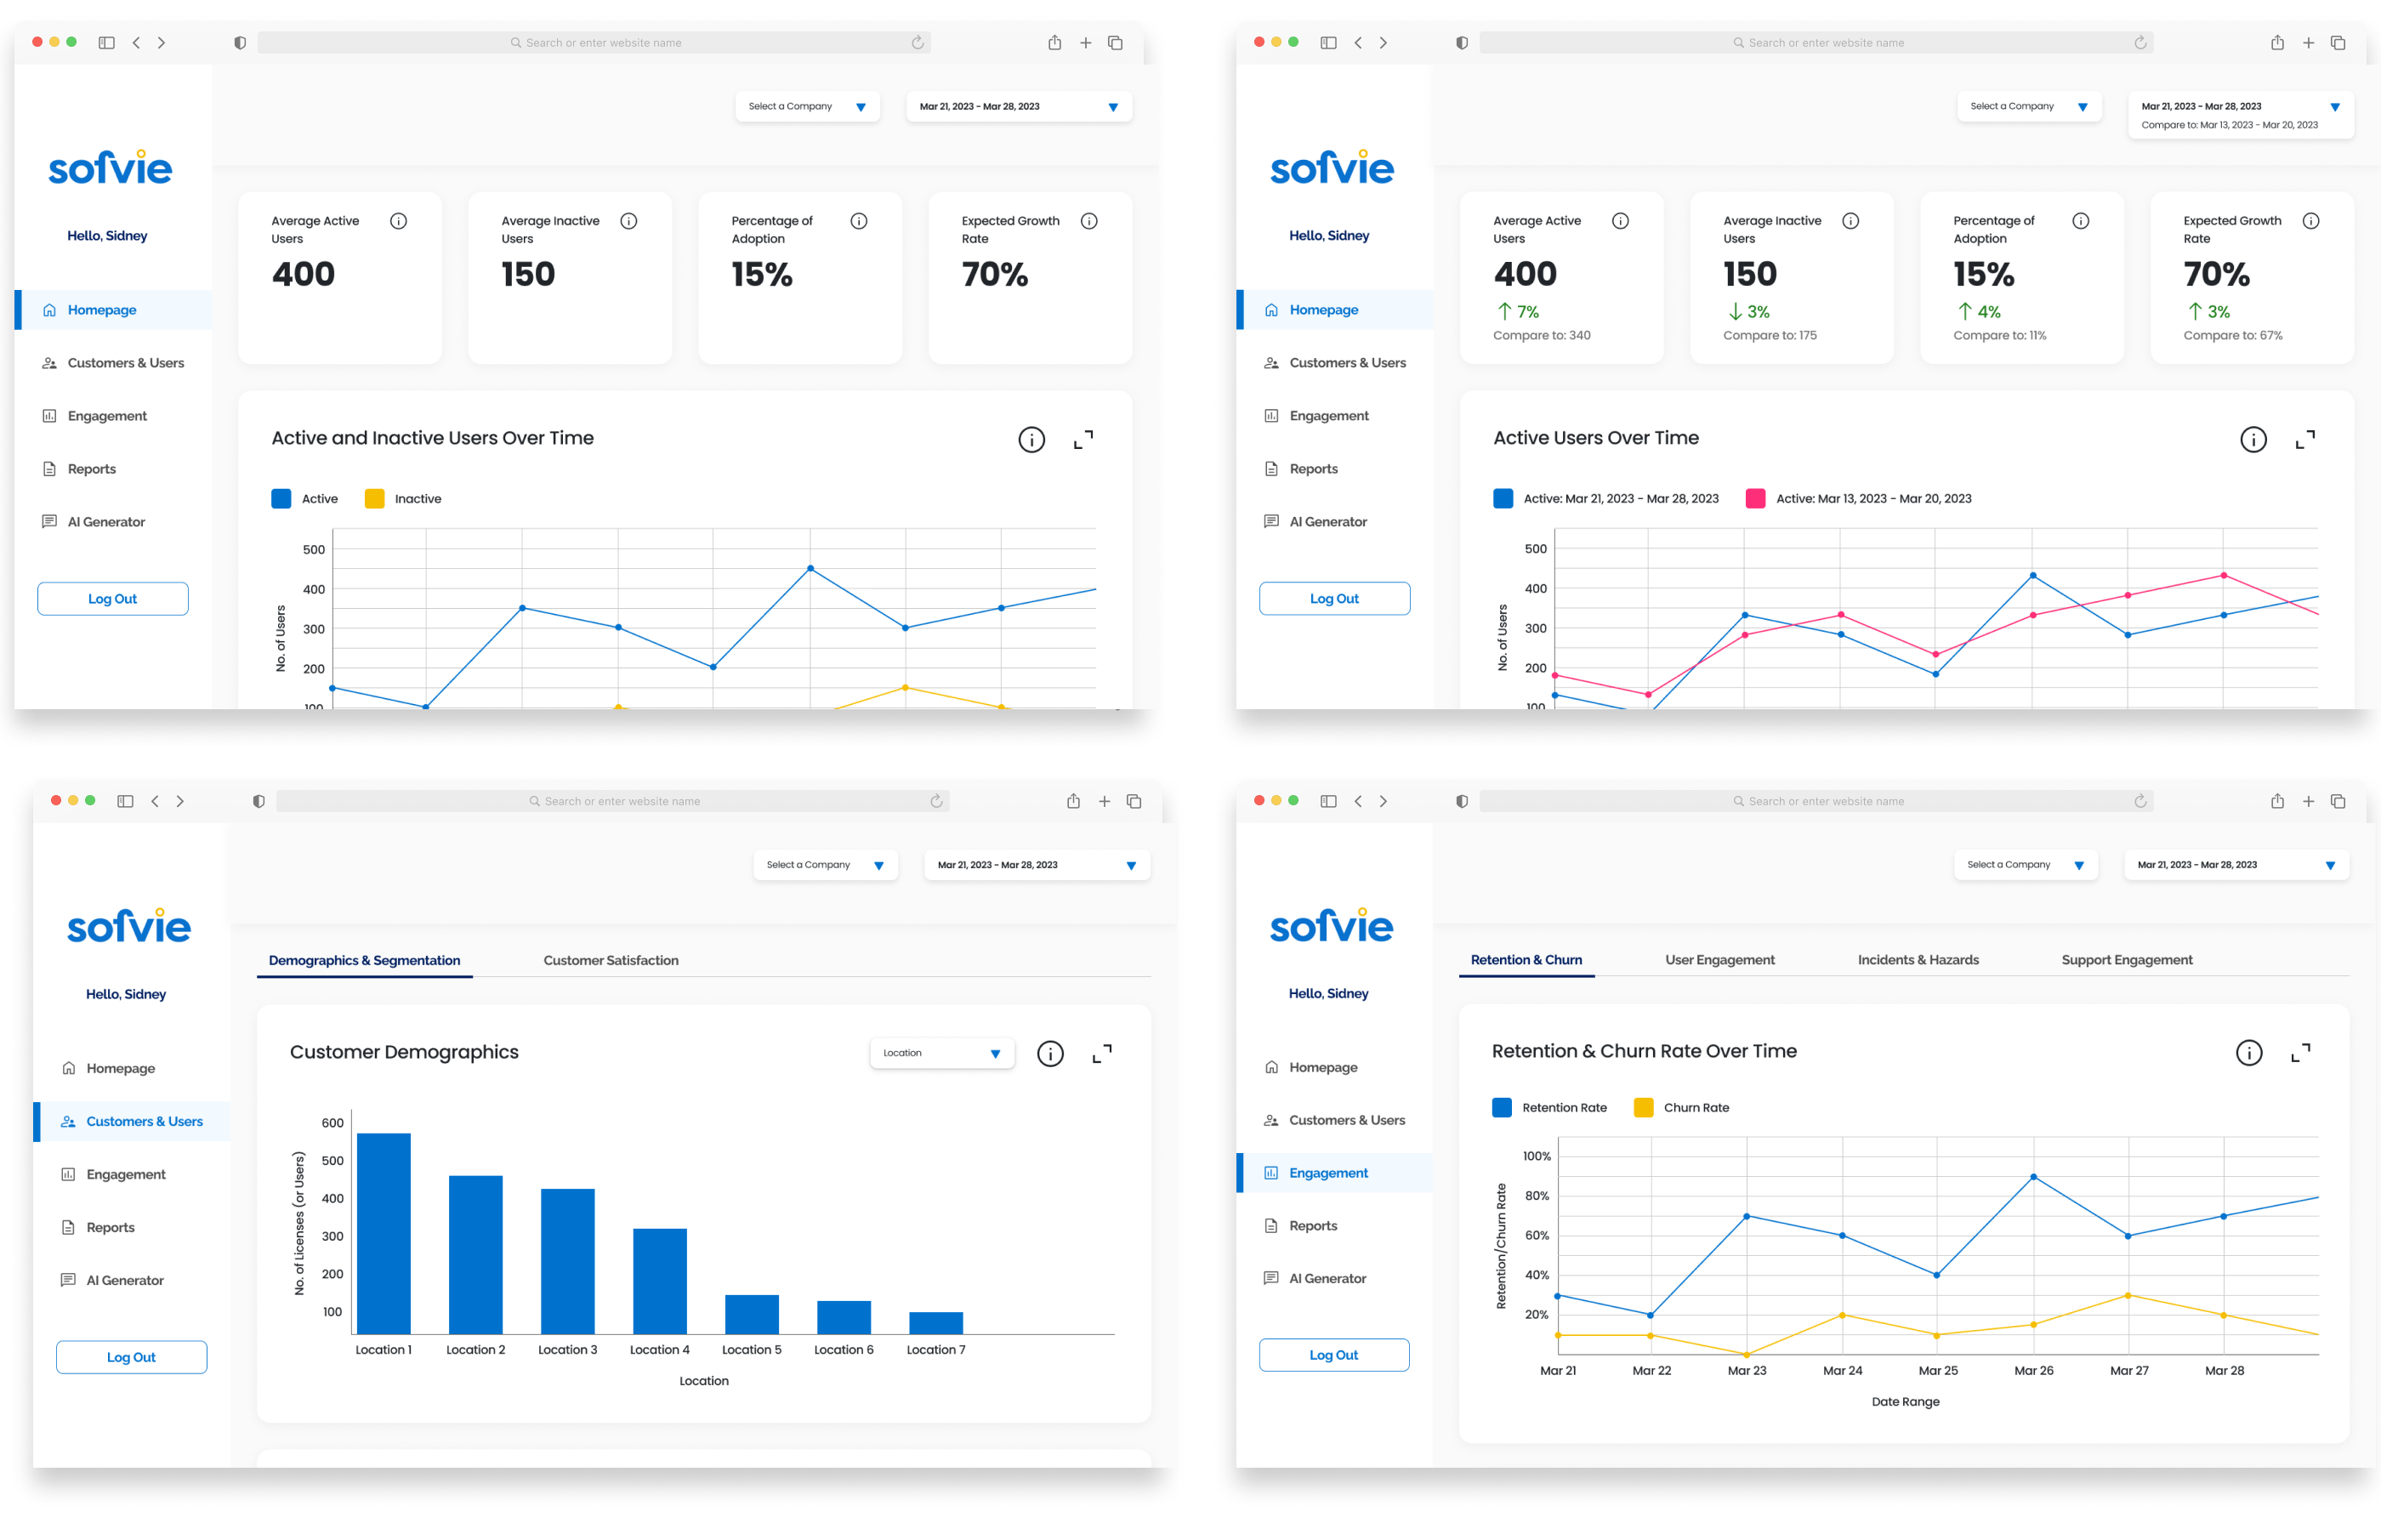 Search or enter website name
Select a Company
Mar 21, 2023 - Mar 28, 2023
sofvie
Hello, Sidney
Homepage
Customers & Users
Engagement
Reports
AI Generator
Log Out
Average Active
Users
400
Average Inactive
Users
150
Percentage of
Adoption
15%
Expected Growth
Rate
70%
Active and Inactive Users Over Time
Active
Inactive
No. of Users
500
400
300
200
100
Search or enter website name
Select a Company
Mar 21, 2023 - Mar 28, 2023
Compare to: Mar 13, 2023 - Mar 20, 2023
sofvie
Hello, Sidney
Homepage
Customers & Users
Engagement
Reports
AI Generator
Log Out
Average Active
Users
400
7%
Compare to: 340
Average Inactive
Users
150
3%
Compare to: 175
Percentage of
Adoption
15%
4%
Compare to: 11%
Expected Growth
Rate
70%
3%
Compare to: 67%
Active Users Over Time
Active: Mar 21, 2023 - Mar 28, 2023
Active: Mar 13, 2023 - Mar 20, 2023
No. of Users
500
400
300
200
100
Search or enter website name
Select a Company
Mar 21, 2023 - Mar 28, 2023
sofvie
Hello, Sidney
Homepage
Customers & Users
Engagement
Reports
AI Generator
Log Out
Demographics & Segmentation
Customer Satisfaction
Customer Demographics
Location
No. of Licenses (or Users)
600
500
400
300
200
100
Location 1 Location 2 Location 3 Location 4 Location 5 Location 6 Location 7
Location
Search or enter website name
Select a Company
Mar 21, 2023 - Mar 28, 2023
sofvie
Hello, Sidney
Homepage
Customers & Users
Engagement
Reports
AI Generator
Log Out
Retention & Churn
User Engagement
Incidents & Hazards
Support Engagement
Retention & Churn Rate Over Time
Retention Rate
Churn Rate
Retention/Churn Rate
100%
80%
60%
40%
20%
Mar 21 Mar 22 Mar 23 Mar 24 Mar 25 Mar 26 Mar 27 Mar 28
Date Range